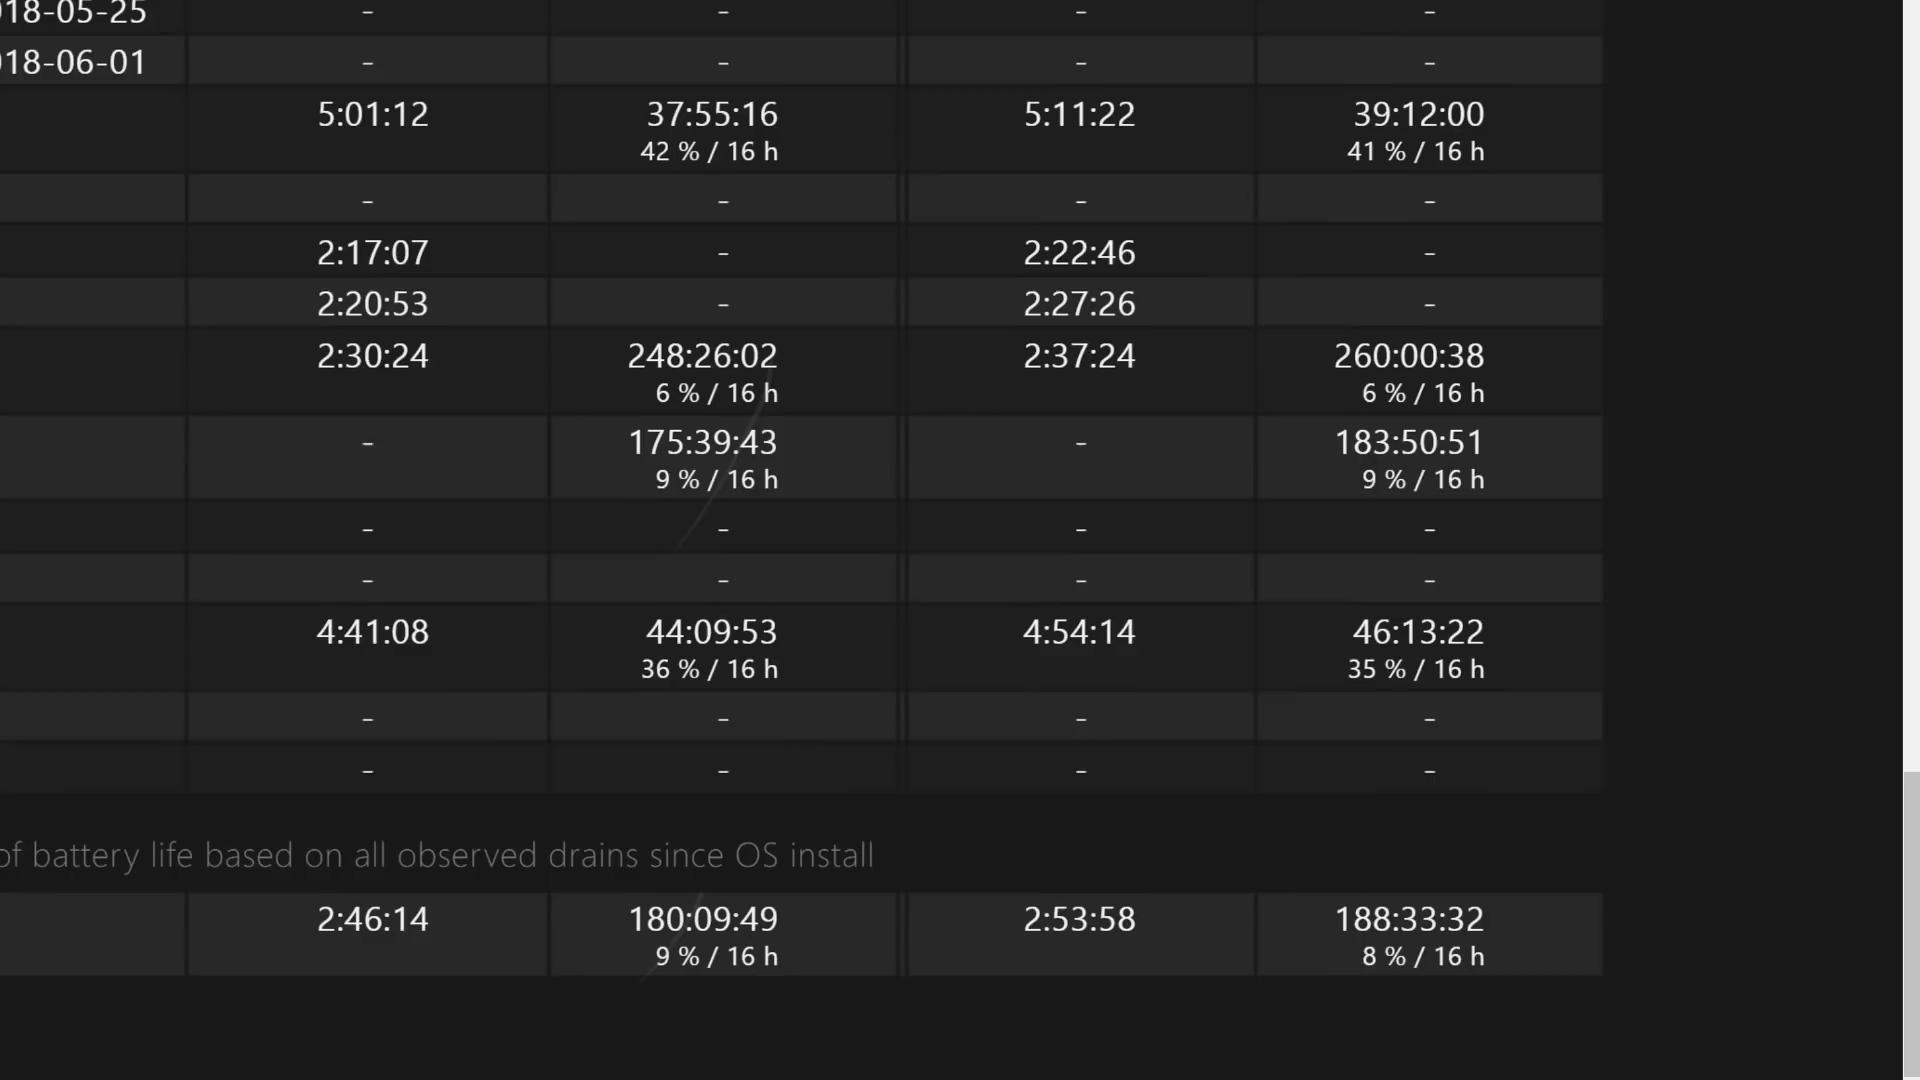 018-05-25 - - - -
018-06-01 - - - -
5:01:12 37:55:16 5:11:22 39:12:00
42 % / 16 h 41 % / 16 h
- - - -
2:17:07 - 2:22:46 -
2:20:53 - 2:27:26 -
2:30:24 248:26:02 2:37:24 260:00:38
6 % / 16 h 6 % / 16 h
- 175:39:43 - 183:50:51
9 % / 16 h 9 % / 16 h
- - - -
- - - -
4:41:08 44:09:53 4:54:14 46:13:22
36 % / 16 h 35 % / 16 h
- - - -
- - - -
of battery life based on all observed drains since OS install
2:46:14 180:09:49 2:53:58 188:33:32
9 % / 16 h 8 % / 16 h